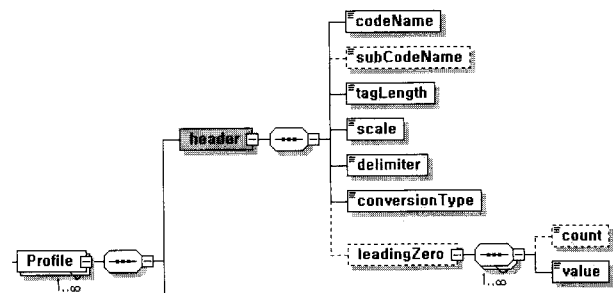 codeName
subCodeName
tagLength
header
scale
delimiter
conversionType
leadingZero
count
1..∞
value
Profile
1..∞